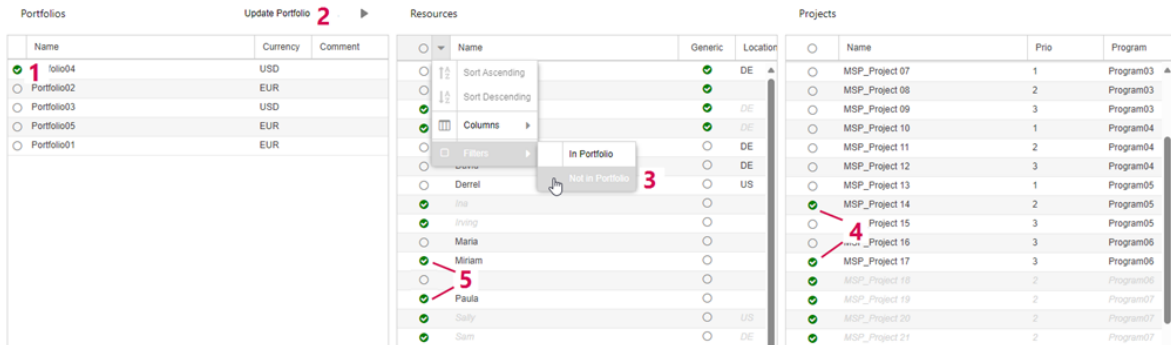 Portfolios Update Portfolio 2
Name Currency Comment
1 folio04 USD
Portfolio02 EUR
Portfolio03 USD
Portfolio05 EUR
Portfolio01 EUR
Resources
Name Generic Location
DE
DE
DE
DE
DE
Derrel US
Ina
Irving
Maria
Miriam
5
Paula
Sally US
Sam DE
Sort Ascending
Sort Descending
Columns
Filters
In Portfolio
Not in Portfolio 3
Projects
Name Prio Program
MSP_Project 07 1 Program03
MSP_Project 08 2 Program03
MSP_Project 09 3 Program03
MSP_Project 10 1 Program04
MSP_Project 11 2 Program04
MSP_Project 12 3 Program04
MSP_Project 13 1 Program05
MSP_Project 14 2 Program05
4 Project 15 3 Program05
Project 16 3 Program06
MSP_Project 17 3 Program06
MSP_Project 18 2 Program06
MSP_Project 19 2 Program07
MSP_Project 20 2 Program07
MSP_Project 21 2 Program07